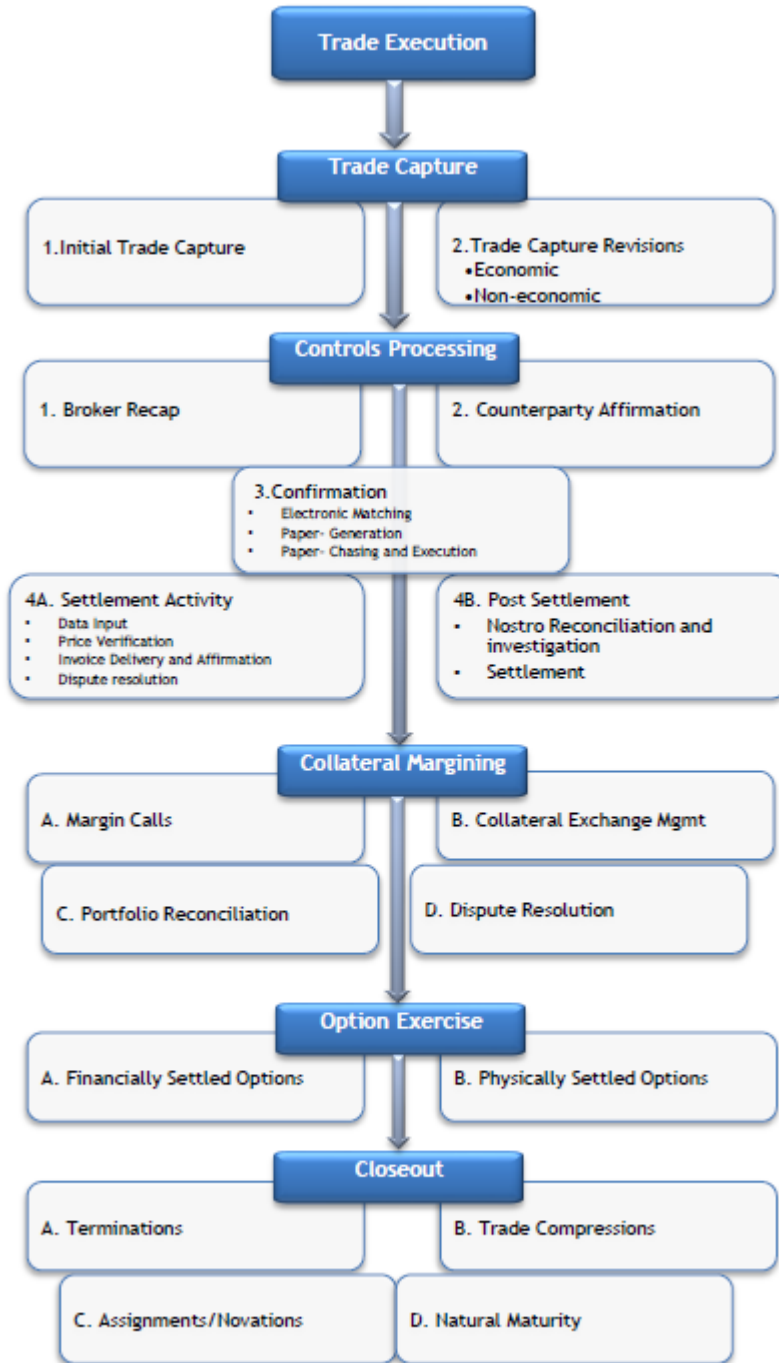 Trade Execution
Trade Capture
1.Initial Trade Capture
2.Trade Capture Revisions
•Economic
•Non-economic
Controls Processing
1. Broker Recap
2. Counterparty Affirmation
3.Confirmation
• Electronic Matching
• Paper- Generation
• Paper- Chasing and Execution
4A. Settlement Activity
• Data Input
• Price Verification
• Invoice Delivery and Affirmation
• Dispute resolution
4B. Post Settlement
• Nostro Reconciliation and
investigation
• Settlement
Collateral Margining
A. Margin Calls
B. Collateral Exchange Mgmt
C. Portfolio Reconciliation
D. Dispute Resolution
Option Exercise
A. Financially Settled Options
B. Physically Settled Options
Closeout
A. Terminations
B. Trade Compressions
C. Assignments/Novations
D. Natural Maturity